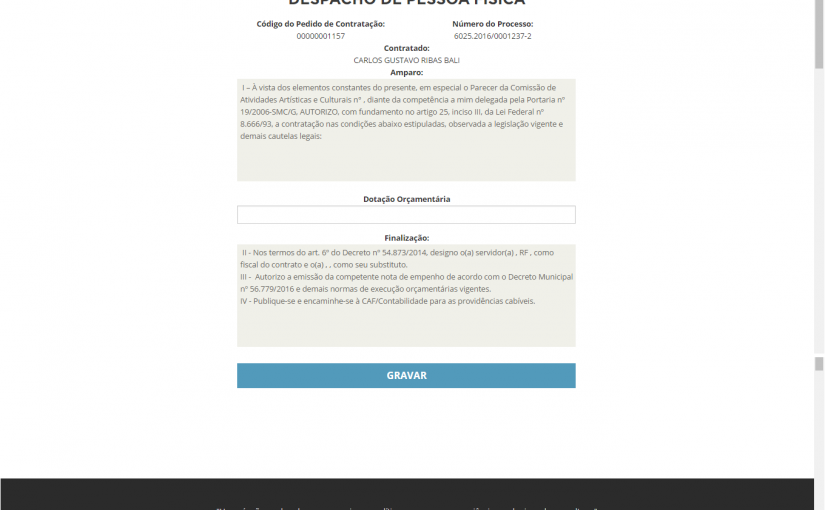 DESPACHO DE PESSOA FÍSICA
Código do Pedido de Contratação: Número do Processo:
00000001157 6025.2016/0001237-2
Contratado:
CARLOS GUSTAVO RIBAS BALI
Amparo:
I – À vista dos elementos constantes do presente, em especial o Parecer da Comissão de
Atividades Artísticas e Culturais nº , diante da competência a mim delegada pela Portaria nº
19/2006-SMC/G, AUTORIZO, com fundamento no artigo 25, inciso III, da Lei Federal nº
8.666/93, a contratação nas condições abaixo estipuladas, observada a legislação vigente e
demais cautelas legais:
Dotação Orçamentária
Finalização:
II - Nos termos do art. 6º do Decreto nº 54.873/2014, designo o(a) servidor(a) , RF , como
fiscal do contrato e o(a) , , como seu substituto.
III - Autorizo a emissão da competente nota de empenho de acordo com o Decreto Municipal
nº 56.779/2016 e demais normas de execução orçamentárias vigentes.
IV - Publique-se e encaminhe-se à CAF/Contabilidade para as providências cabíveis.
GRAVAR